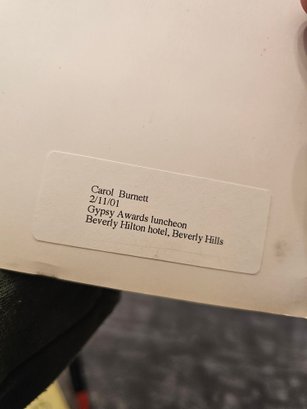 Carol Burnett
2/11/01
Gypsy Awards luncheon
Beverly Hilton hotel, Beverly Hills